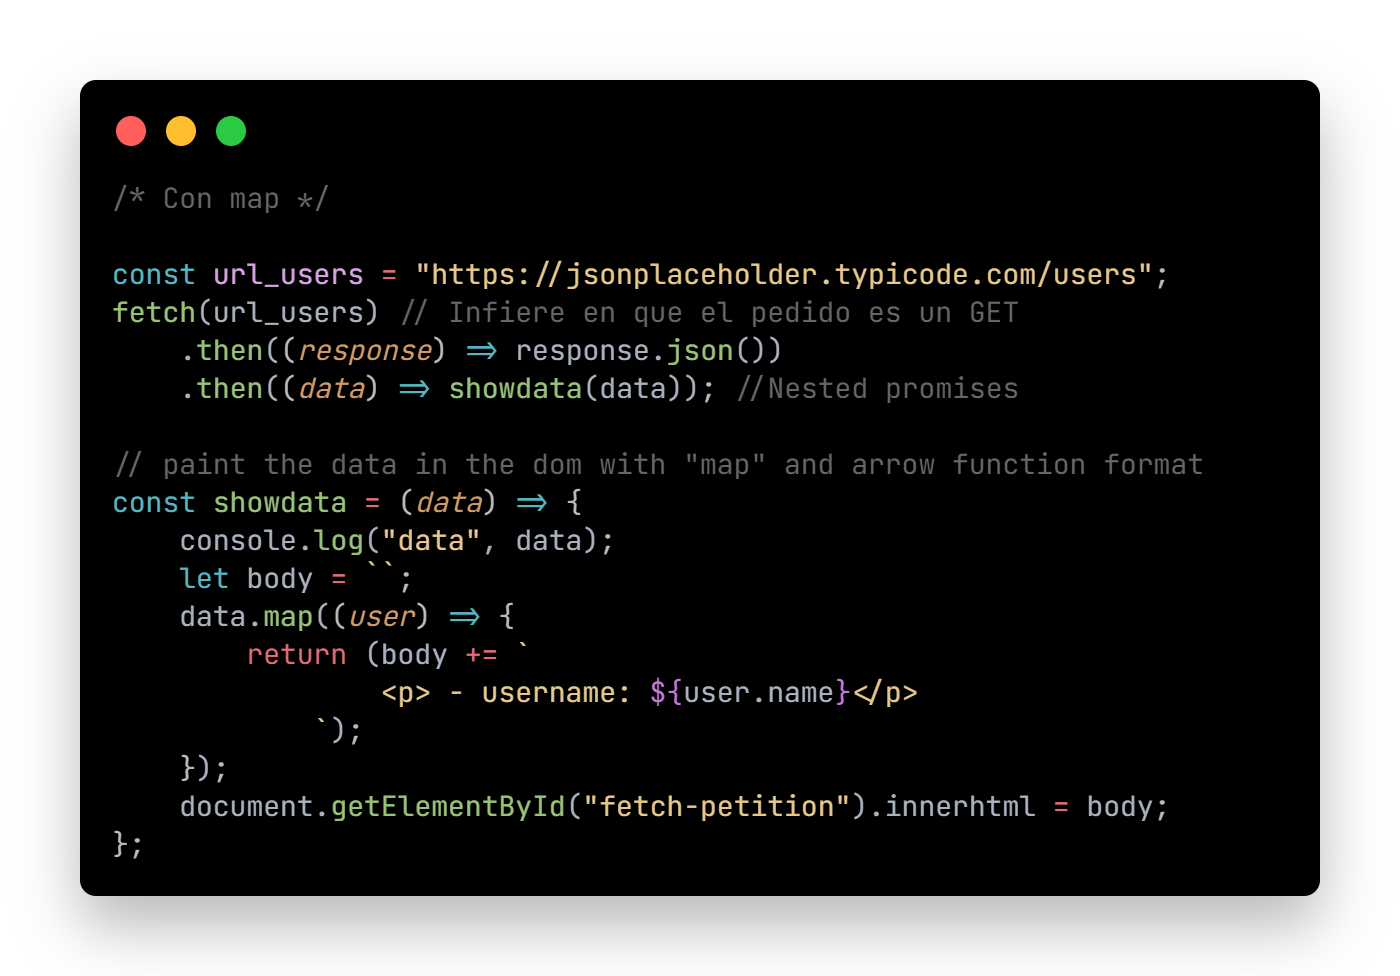 /* Con map */
const url_users = "https://jsonplaceholder.typicode.com/users";
fetch(url_users) // Infiere en que el pedido es un GET
    .then((response) => response.json())
    .then((data) => showdata(data)); //Nested promises
// paint the data in the dom with "map" and arrow function format
const showdata = (data) => {
    console.log("data", data);
    let body = ``;
    data.map((user) => {
        return (body += `
                <p> - username: ${user.name}</p>
            `);
    });
    document.getElementById("fetch-petition").innerhtml = body;
};